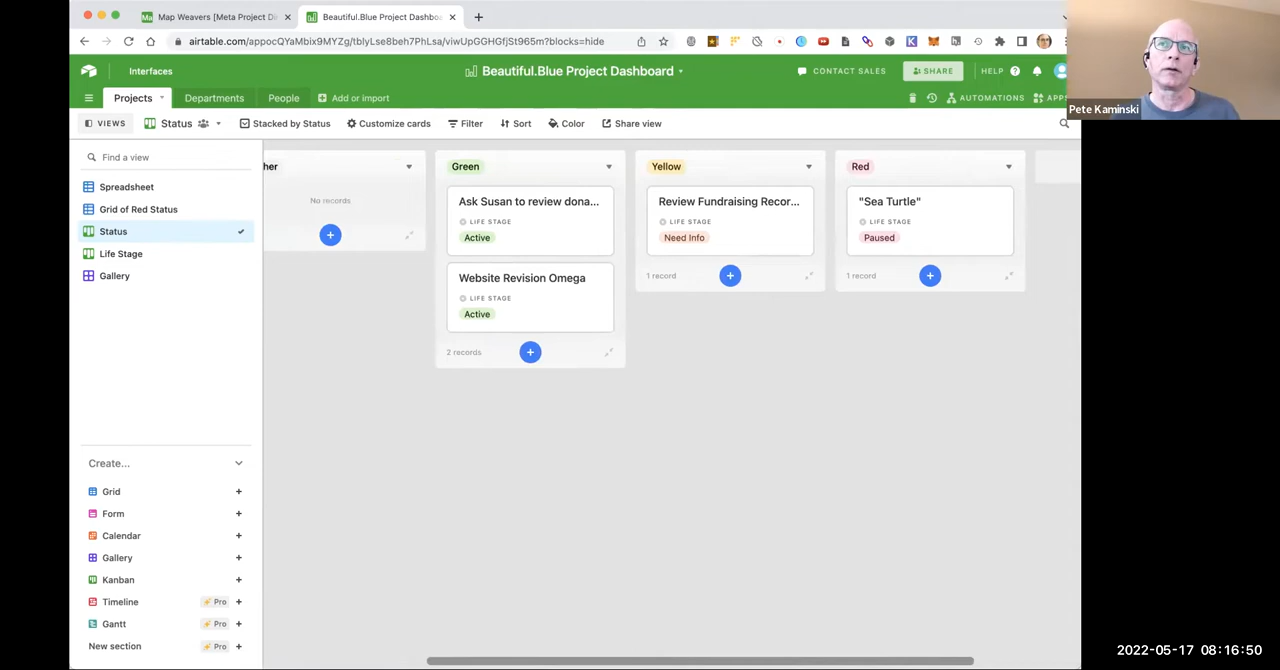 Map Weavers [Meta Project Di
Beautiful.Blue Project Dashboa
airtable.com/appocQYaMbix9MYZg/tblyLse8beh7PhLsa/viwUpGGHGfjSt965m?blocks=hide
Interfaces
Beautiful.Blue Project Dashboard
CONTACT SALES
SHARE
HELP
Projects
Departments
People
Add or import
AUTOMATIONS
APPS
Pete Kaminski
VIEWS
Status
Stacked by Status
Customize cards
Filter
Sort
Color
Share view
Find a view
Spreadsheet
Grid of Red Status
Status
Life Stage
Gallery
Create...
Grid
Form
Calendar
Gallery
Kanban
Timeline
Pro
Gantt
Pro
New section
Pro
her
No records
Green
Ask Susan to review dona...
LIFE STAGE
Active
Website Revision Omega
LIFE STAGE
Active
2 records
Yellow
Review Fundraising Recor...
LIFE STAGE
Need Info
1 record
Red
"Sea Turtle"
LIFE STAGE
Paused
1 record
2022-05-17 08:16:50